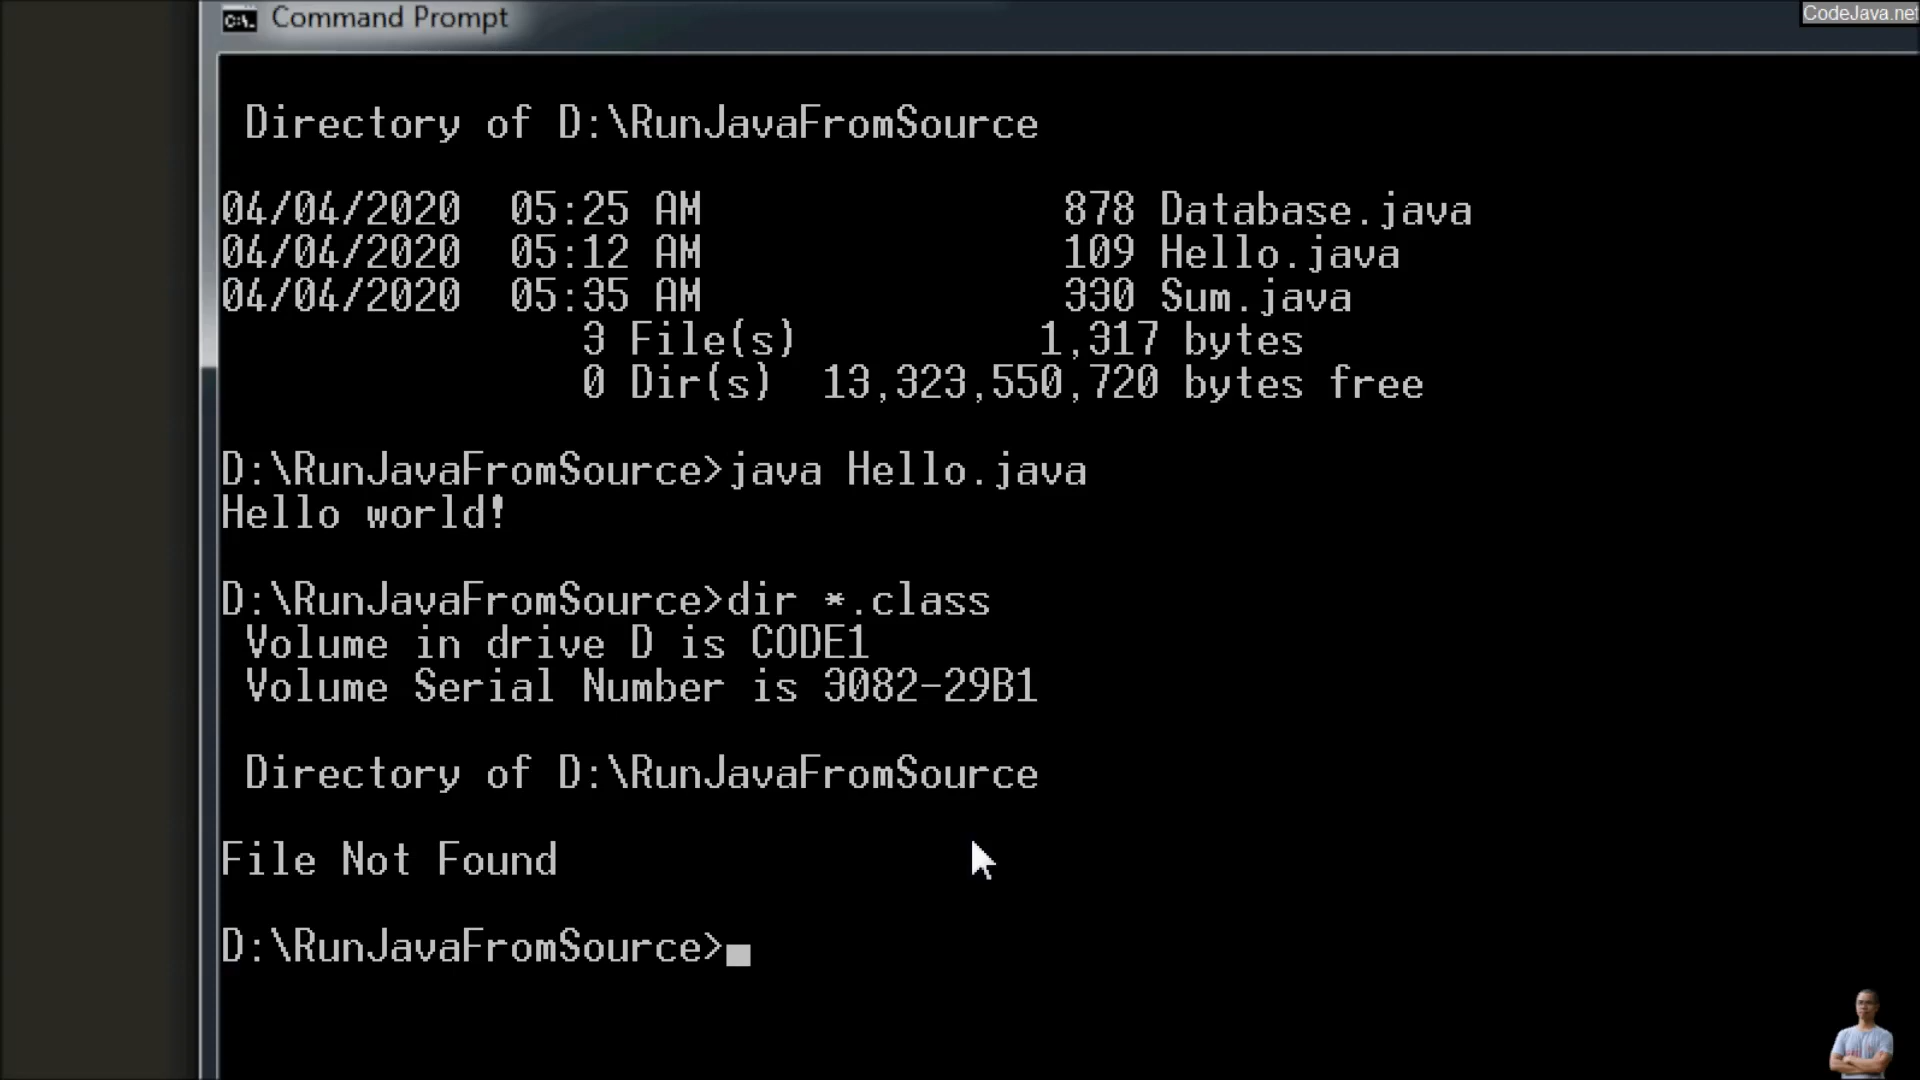 C:\. Command Prompt
CodeJava.net
Directory of D:\RunJavaFromSource
04/04/2020 05:25 AM 878 Database.java
04/04/2020 05:12 AM 109 Hello.java
04/04/2020 05:35 AM 330 Sum.java
3 File(s) 1,317 bytes
0 Dir(s) 13,323,550,720 bytes free
D:\RunJavaFromSource>java Hello.java
Hello world!
D:\RunJavaFromSource>dir *.class
Volume in drive D is CODE1
Volume Serial Number is 3082-29B1
Directory of D:\RunJavaFromSource
File Not Found
D:\RunJavaFromSource>